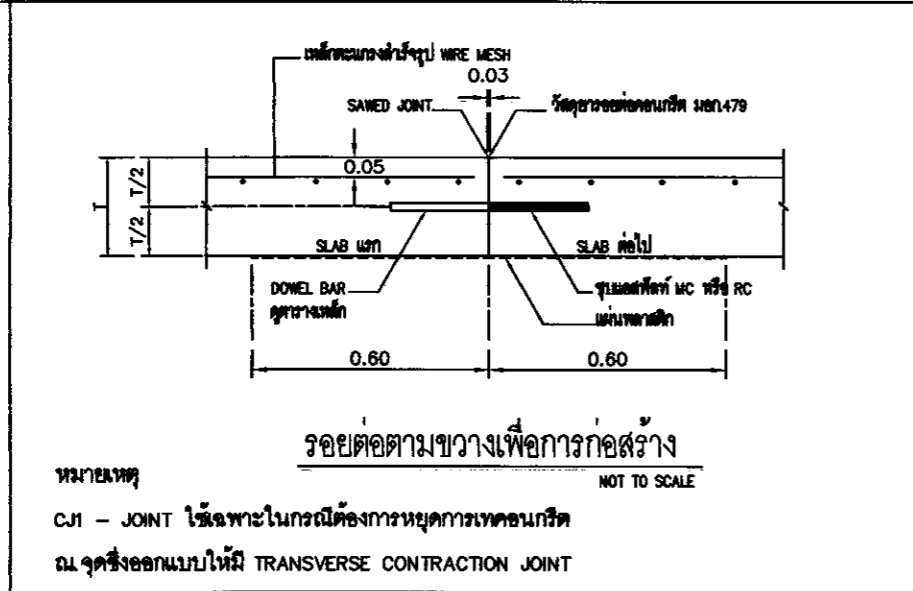 เหล็กตะแกรงสำเร็จรูป WIRE MESH
0.03
SAWED JOINT
วัสดุยารอยต่อคอนกรีต มอก.479
0.05
T/2
T
T/2
SLAB แรก
SLAB ต่อไป
DOWEL BAR
ดูตารางเหล็ก
ชุบแอสฟัลท์ MC หรือ RC
แผ่นพลาสติก
0.60
0.60
รอยต่อตามขวางเพื่อการก่อสร้าง
NOT TO SCALE
หมายเหตุ
CJ1 - JOINT ใช้เฉพาะในกรณีต้องการหยุดการเทคอนกรีต
ณ จุดซึ่งออกแบบให้มี TRANSVERSE CONTRACTION JOINT